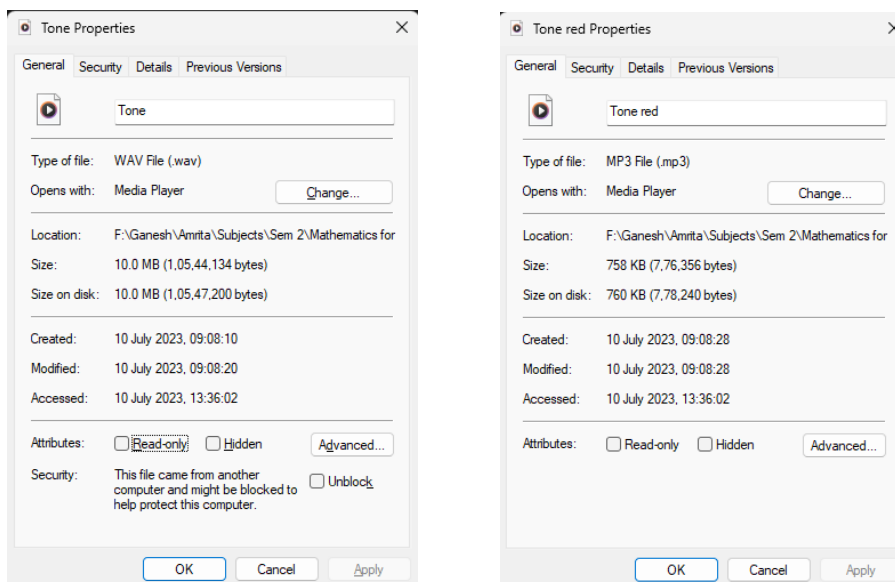 Tone Properties
General Security Details Previous Versions
Tone
Type of file: WAV File (.wav)
Opens with: Media Player Change...
Location: F:\Ganesh\Amrita\Subjects\Sem 2\Mathematics for
Size: 10.0 MB (1,05,44,134 bytes)
Size on disk: 10.0 MB (1,05,47,200 bytes)
Created: 10 July 2023, 09:08:10
Modified: 10 July 2023, 09:08:20
Accessed: 10 July 2023, 13:36:02
Attributes: Read-only Hidden Advanced...
Security: This file came from another
computer and might be blocked to
help protect this computer.
Unblock
OK Cancel Apply
Tone red Properties
General Security Details Previous Versions
Tone red
Type of file: MP3 File (.mp3)
Opens with: Media Player Change...
Location: F:\Ganesh\Amrita\Subjects\Sem 2\Mathematics for
Size: 758 KB (7,76,356 bytes)
Size on disk: 760 KB (7,78,240 bytes)
Created: 10 July 2023, 09:08:28
Modified: 10 July 2023, 09:08:28
Accessed: 10 July 2023, 13:36:02
Attributes: Read-only Hidden Advanced...
OK Cancel Apply